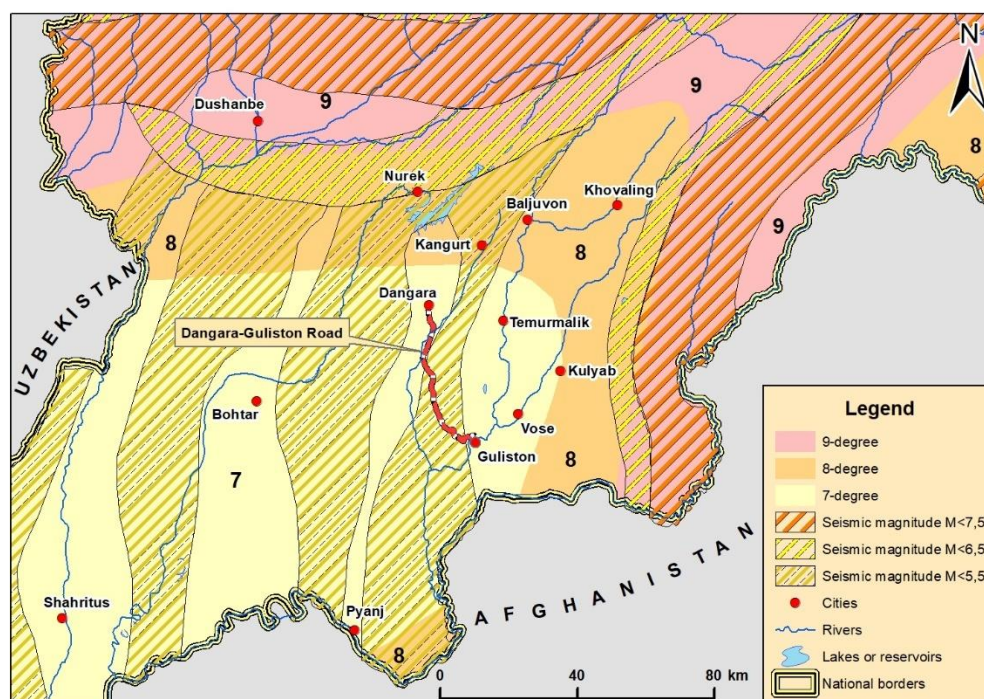 N
9
Dushanbe
9
8
Nurek
Khovaling
Baljuvon
9
8
Kangurt
8
UZBEKISTAN
Dangara
Dangara-Guliston Road
Temurmalik
Kulyab
Bohtar
Vose
Guliston
7
8
AFGHANISTAN
Shahritus
Pyanj
8
0 40 80 km
Legend
9-degree
8-degree
7-degree
Seismic magnitude M<7,5
Seismic magnitude M<6,5
Seismic magnitude M<5,5
Cities
Rivers
Lakes or reservoirs
National borders